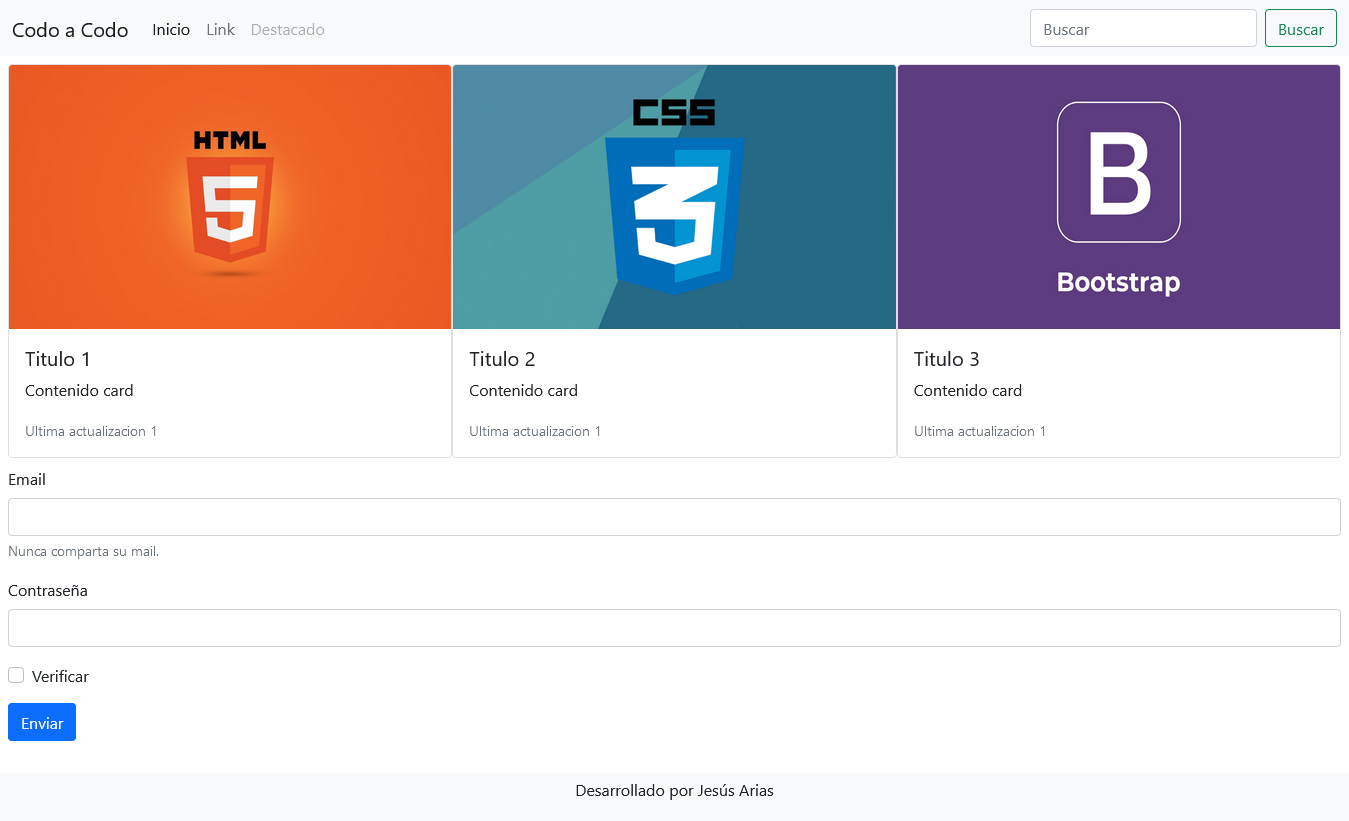 Codo a Codo Inicio Link Destacado Buscar Buscar
HTML
5
CSS
3
B
Bootstrap
Titulo 1
Contenido card
Ultima actualizacion 1
Titulo 2
Contenido card
Ultima actualizacion 1
Titulo 3
Contenido card
Ultima actualizacion 1
Email
Nunca comparta su mail.
Contraseña
Verificar
Enviar
Desarrollado por Jesús Arias